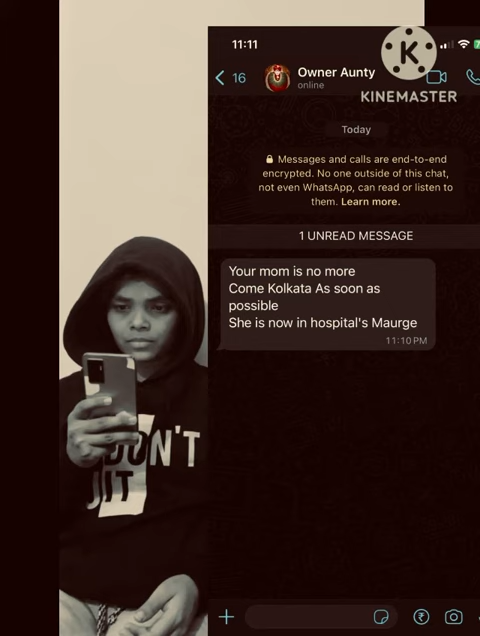 11:11
K
KINEMASTER
16
Owner Aunty
online
Today
Messages and calls are end-to-end
encrypted. No one outside of this chat,
not even WhatsApp, can read or listen to
them. Learn more.
1 UNREAD MESSAGE
Your mom is no more
Come Kolkata As soon as
possible
She is now in hospital's Maurge
11:10 PM
DON'T
IT